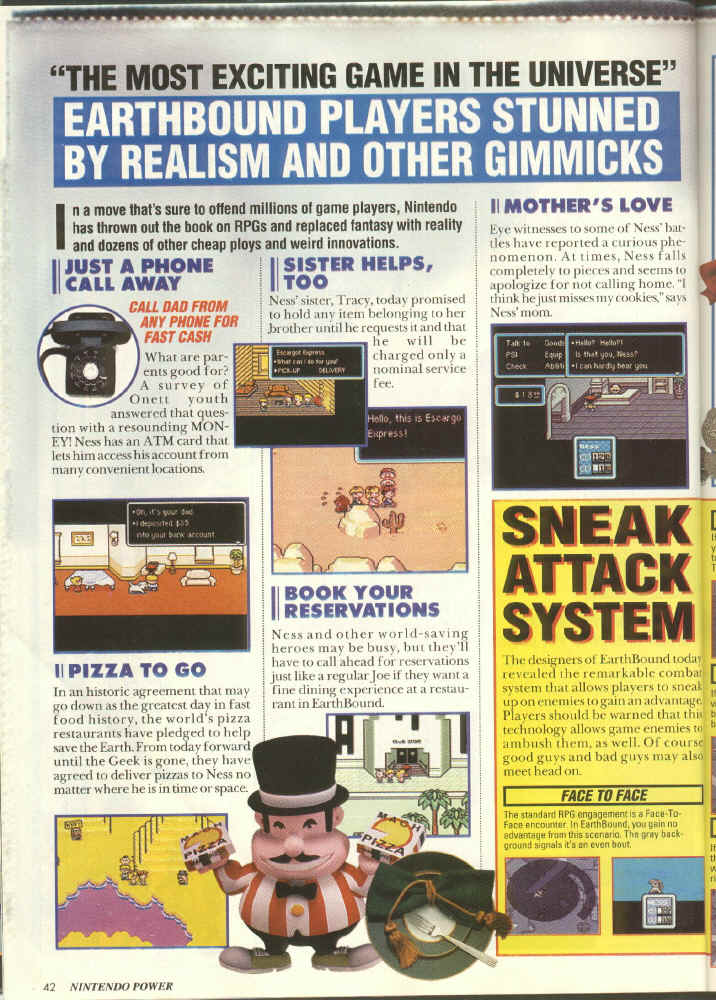 “THE MOST EXCITING GAME IN THE UNIVERSE”
EARTHBOUND PLAYERS STUNNED
BY REALISM AND OTHER GIMMICKS
In a move that's sure to offend millions of game players, Nintendo
has thrown out the book on RPGs and replaced fantasy with reality
and dozens of other cheap ploys and weird innovations.
JUST A PHONE
CALL AWAY
CALL DAD FROM
ANY PHONE FOR
FAST CASH
What are par-
ents good for?
A survey of
Onett youth
answered that ques-
tion with a resounding MON-
EY! Ness has an ATM card that
lets him access his account from
many convenient locations.
•Oh, it's your dad.
•I deposited $35
into your bank account.
PIZZA TO GO
In an historic agreement that may
go down as the greatest day in fast
food history, the world's pizza
restaurants have pledged to help
save the Earth. From today forward
until the Geek is gone, they have
agreed to deliver pizzas to Ness no
matter where he is in time or space.
SISTER HELPS,
TOO
Ness' sister, Tracy, today promised
to hold any item belonging to her
brother until he requests it and that
he will be
charged only a
nominal service
fee.
Escargot Express.
•What can I do for you?
•PICK-UP DELIVERY
Hello, this is Escargo
Express!
BOOK YOUR
RESERVATIONS
Ness and other world-saving
heroes may be busy, but they'll
have to call ahead for reservations
just like a regular Joe if they want a
fine dining experience at a restau-
rant in EarthBound.
MACH
PIZZA
MACH
PIZZA
MOTHER'S LOVE
Eye witnesses to some of Ness' bat-
tles have reported a curious phe-
nomenon. At times, Ness falls
completely to pieces and seems to
apologize for not calling home. "I
think he just misses my cookies," says
Ness' mom.
Talk to Goods
PSI Equip
Check Abiliti
•Hello? Hello?!
Is that you, Ness?
•I can hardly hear you.
Ness
SNEAK
ATTACK
SYSTEM
The designers of EarthBound today
revealed the remarkable combat
system that allows players to sneak
up on enemies to gain an advantage.
Players should be warned that this
technology allows game enemies to
ambush them, as well. Of course
good guys and bad guys may also
meet head on.
FACE TO FACE
The standard RPG engagement is a Face-To-
Face encounter. In EarthBound, you gain no
advantage from this scenario. The gray back-
ground signals it's an even bout.
42 NINTENDO POWER